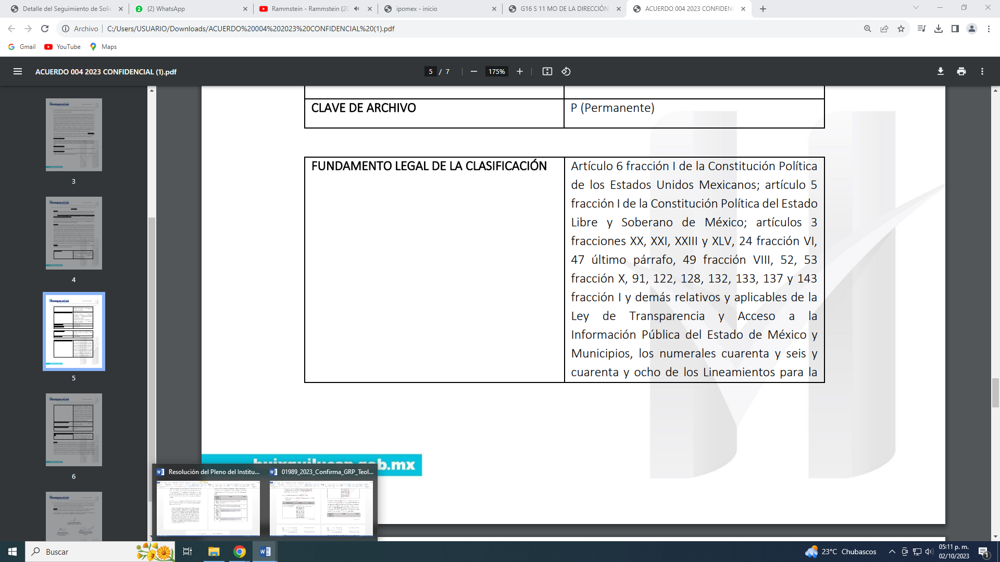 Detalle del Seguimiento de Solic
(2) WhatsApp
Rammstein - Rammstein (20
ipomex - inicio
G16 S 11 MO DE LA DIRECCIÓN
ACUERDO 004 2023 CONFIDENC
Archivo
C:/Users/USUARIO/Downloads/ACUERDO%20004%202023%20CONFIDENCIAL%20(1).pdf
Gmail
YouTube
Maps
ACUERDO 004 2023 CONFIDENCIAL (1).pdf
5 / 7
175%
3
4
5
6
CLAVE DE ARCHIVO
P (Permanente)
FUNDAMENTO LEGAL DE LA CLASIFICACIÓN
Artículo 6 fracción I de la Constitución Política
de los Estados Unidos Mexicanos; artículo 5
fracción I de la Constitución Política del Estado
Libre y Soberano de México; artículos 3
fracciones XX, XXI, XXIII y XLV, 24 fracción VI,
47 último párrafo, 49 fracción VIII, 52, 53
fracción X, 91, 122, 128, 132, 133, 137 y 143
fracción I y demás relativos y aplicables de la
Ley de Transparencia y Acceso a la
Información Pública del Estado de México y
Municipios, los numerales cuarenta y seis y
cuarenta y ocho de los Lineamientos para la
huixquilucan.gob.mx
Resolución del Pleno del Institu...
01989_2023_Confirma_GRP_Teol...
Buscar
23°C Chubascos
05:11 p. m.
02/10/2023
1